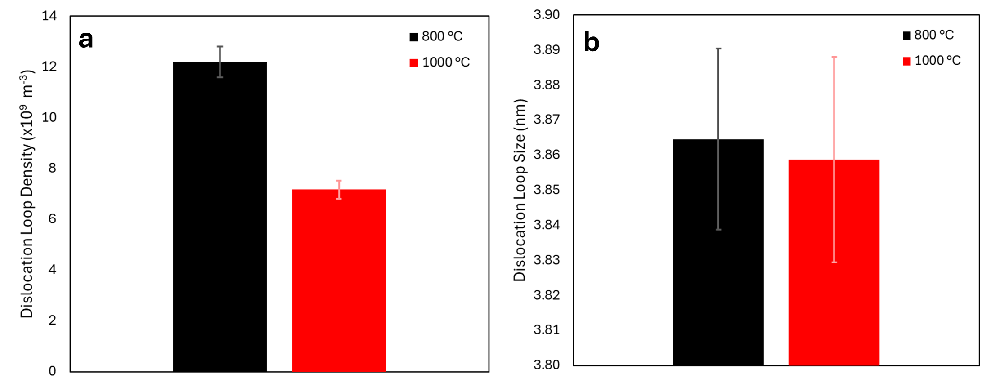 a
Dislocation Loop Density (x10⁹ m⁻³)
14
12
10
8
6
4
2
0
800 °C
1000 °C
b
Dislocation Loop Size (nm)
3.90
3.89
3.88
3.87
3.86
3.85
3.84
3.83
3.82
3.81
3.80
800 °C
1000 °C